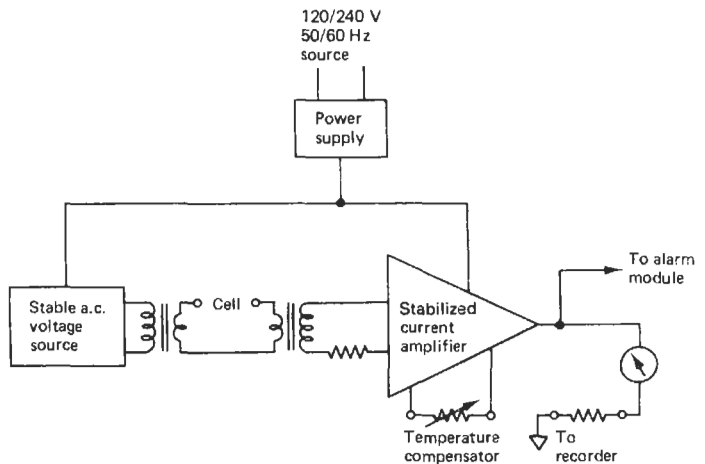 120/240 V
50/60 Hz
source
Power
supply
To alarm
module
Stable a.c.
voltage
source
Cell
Stabilized
current
amplifier
Temperature
compensator
To
recorder